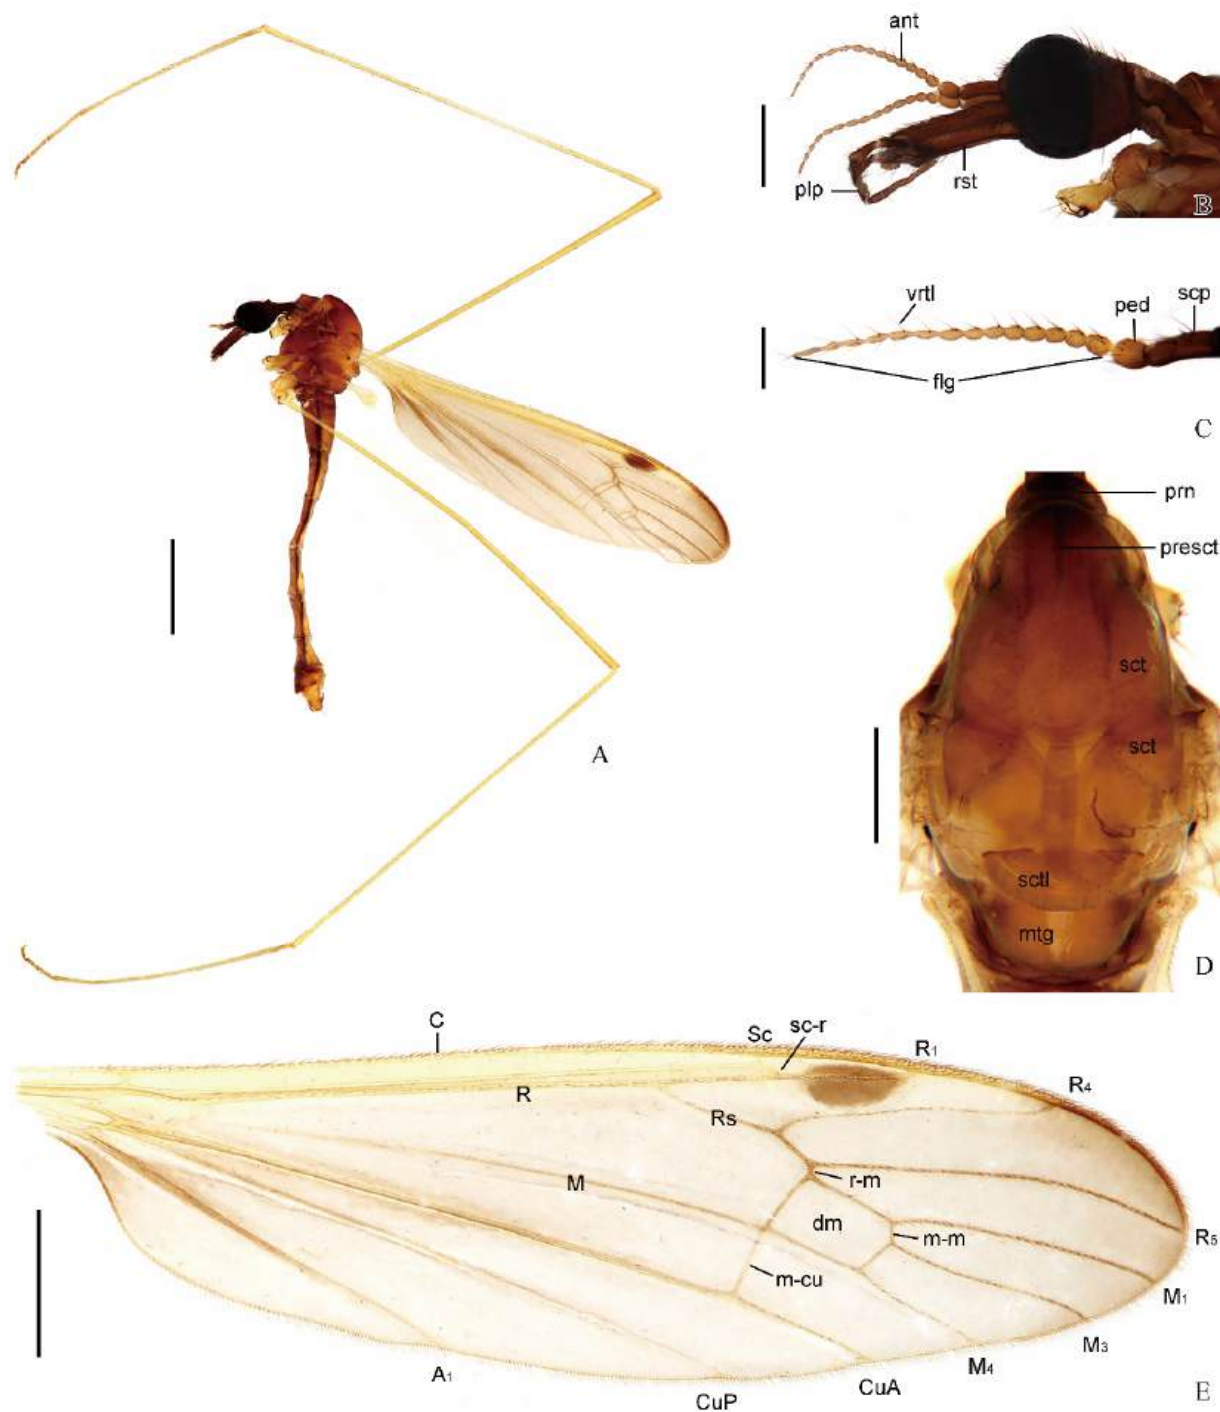 ant
plp
rst
B
vrtl
ped
scp
flg
C
prn
presct
sct
sct
sctl
mtg
D
A
C
Sc
sc-r
R1
R4
R
Rs
M
r-m
dm
m-m
m-cu
R5
M1
M3
M4
CuA
CuP
A1
E